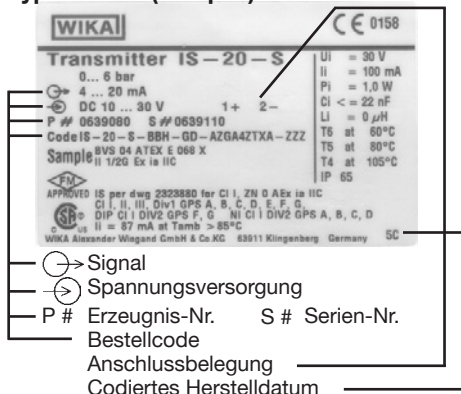 WIKA CE 0158
Transmitter IS-20-S
0... 6 bar
4 ... 20 mA
DC 10 ... 30 V 1+ 2-
P # 0639080 S # 0639110
Code IS-20-S-BBH-GD-AZGA4ZTXA-ZZZ
Sample BVS 04 ATEX E 068 X
II 1/2G Ex ia IIC
FM
APPROVED IS per dwg 2323880 for Cl I, ZN 0 AEx ia IIC
Cl I, II, III, Div1 GPS A, B, C, D, E, F, G,
DIP Cl I DIV2 GPS F, G NI Cl I DIV2 GPS A, B, C, D
Ii = 87 mA at Tamb > 85°C
WIKA Alexander Wiegand GmbH & Co.KG 63911 Klingenberg Germany SC
Ui = 30 V
Ii = 100 mA
Pi = 1,0 W
Ci <= 22 nF
Li = 0 µH
T6 at 60°C
T5 at 80°C
T4 at 105°C
IP 65
Signal
Spannungsversorgung
P # Erzeugnis-Nr. S # Serien-Nr.
Bestellcode
Anschlussbelegung
Codiertes Herstelldatum